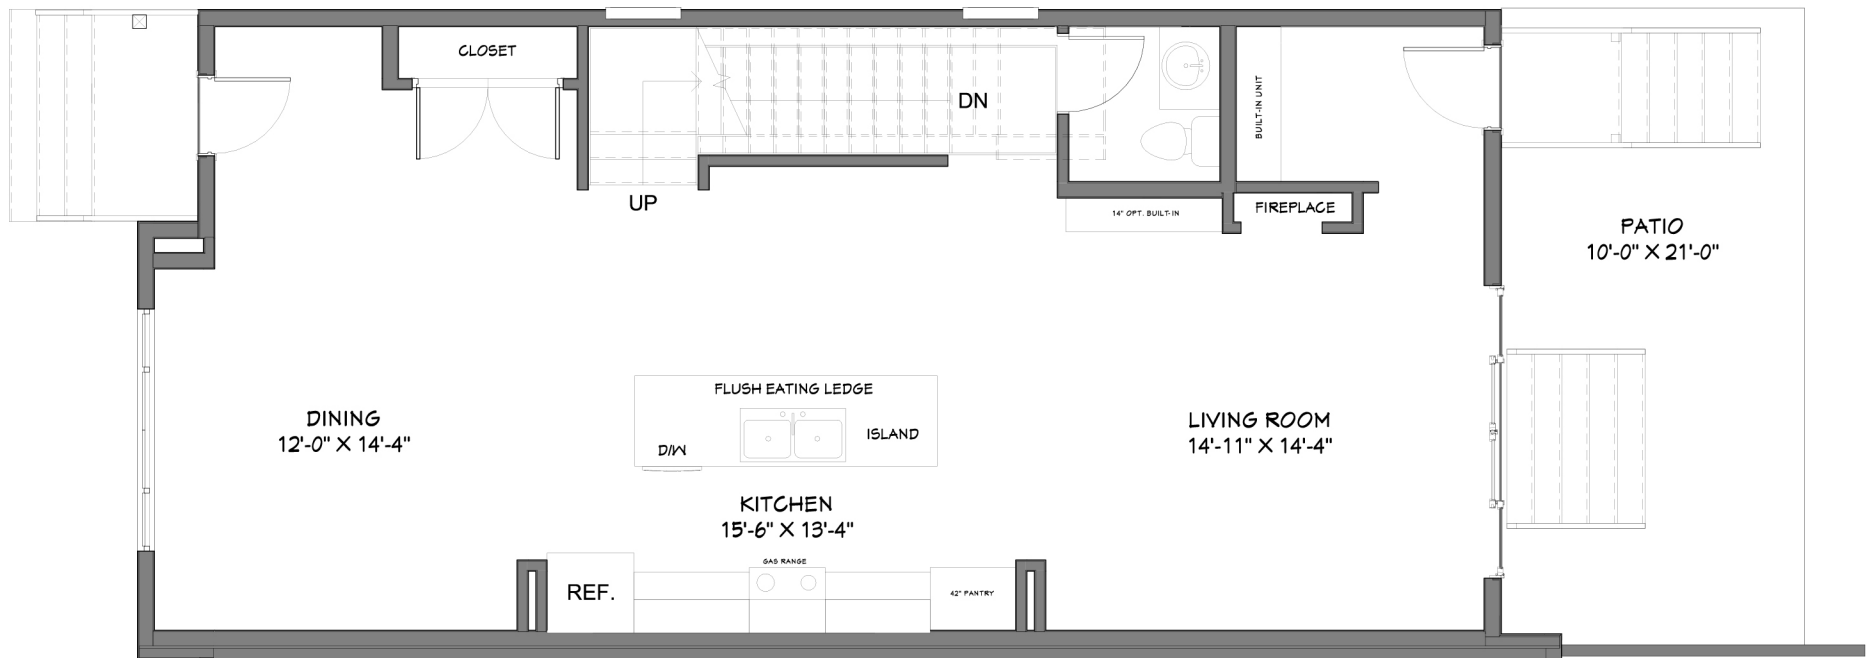 CLOSET
BUILT-IN UNIT
DN
UP
14" OPT. BUILT-IN
FIREPLACE
PATIO
10'-0" X 21'-0"
FLUSH EATING LEDGE
ISLAND
D/W
DINING
12'-0" X 14'-4"
LIVING ROOM
14'-11" X 14'-4"
KITCHEN
15'-6" X 13'-4"
GAS RANGE
REF.
42" PANTRY